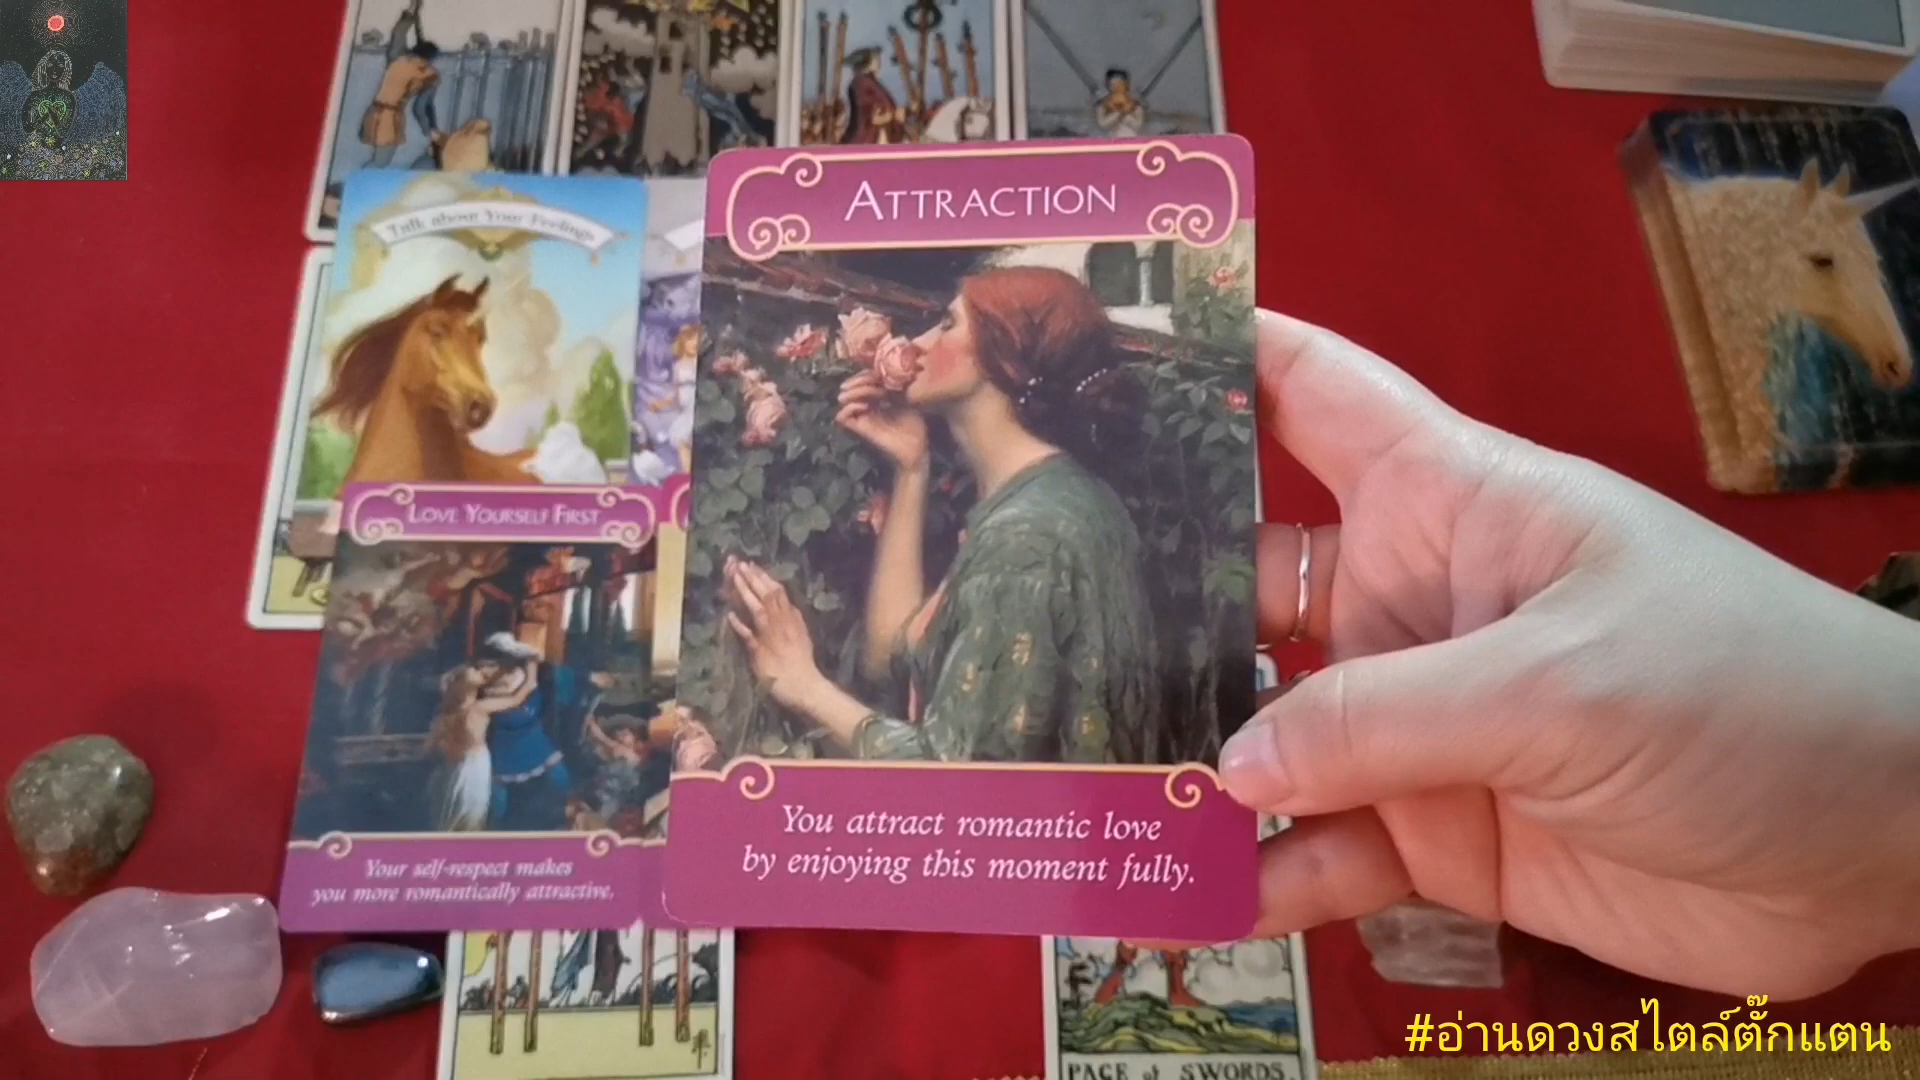 Talk about Your Feelings
ATTRACTION
LOVE YOURSELF FIRST
You attract romantic love
by enjoying this moment fully.
Your self-respect makes
you more romantically attractive.
PAGE of SWORDS.
#อ่านดวงสไตล์ตั๊กแตน